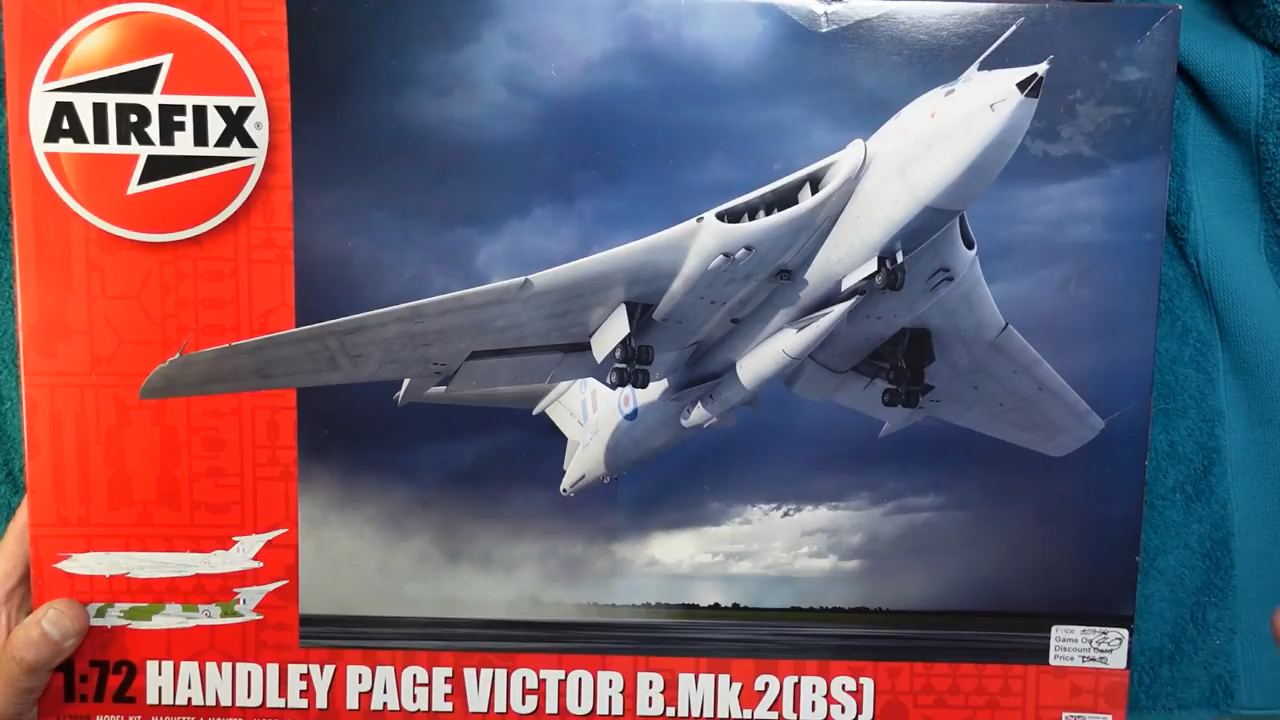 AIRFIX®
Price
Game On
Discount Card
Price
1:72 HANDLEY PAGE VICTOR B.Mk.2(BS)
MODEL KIT